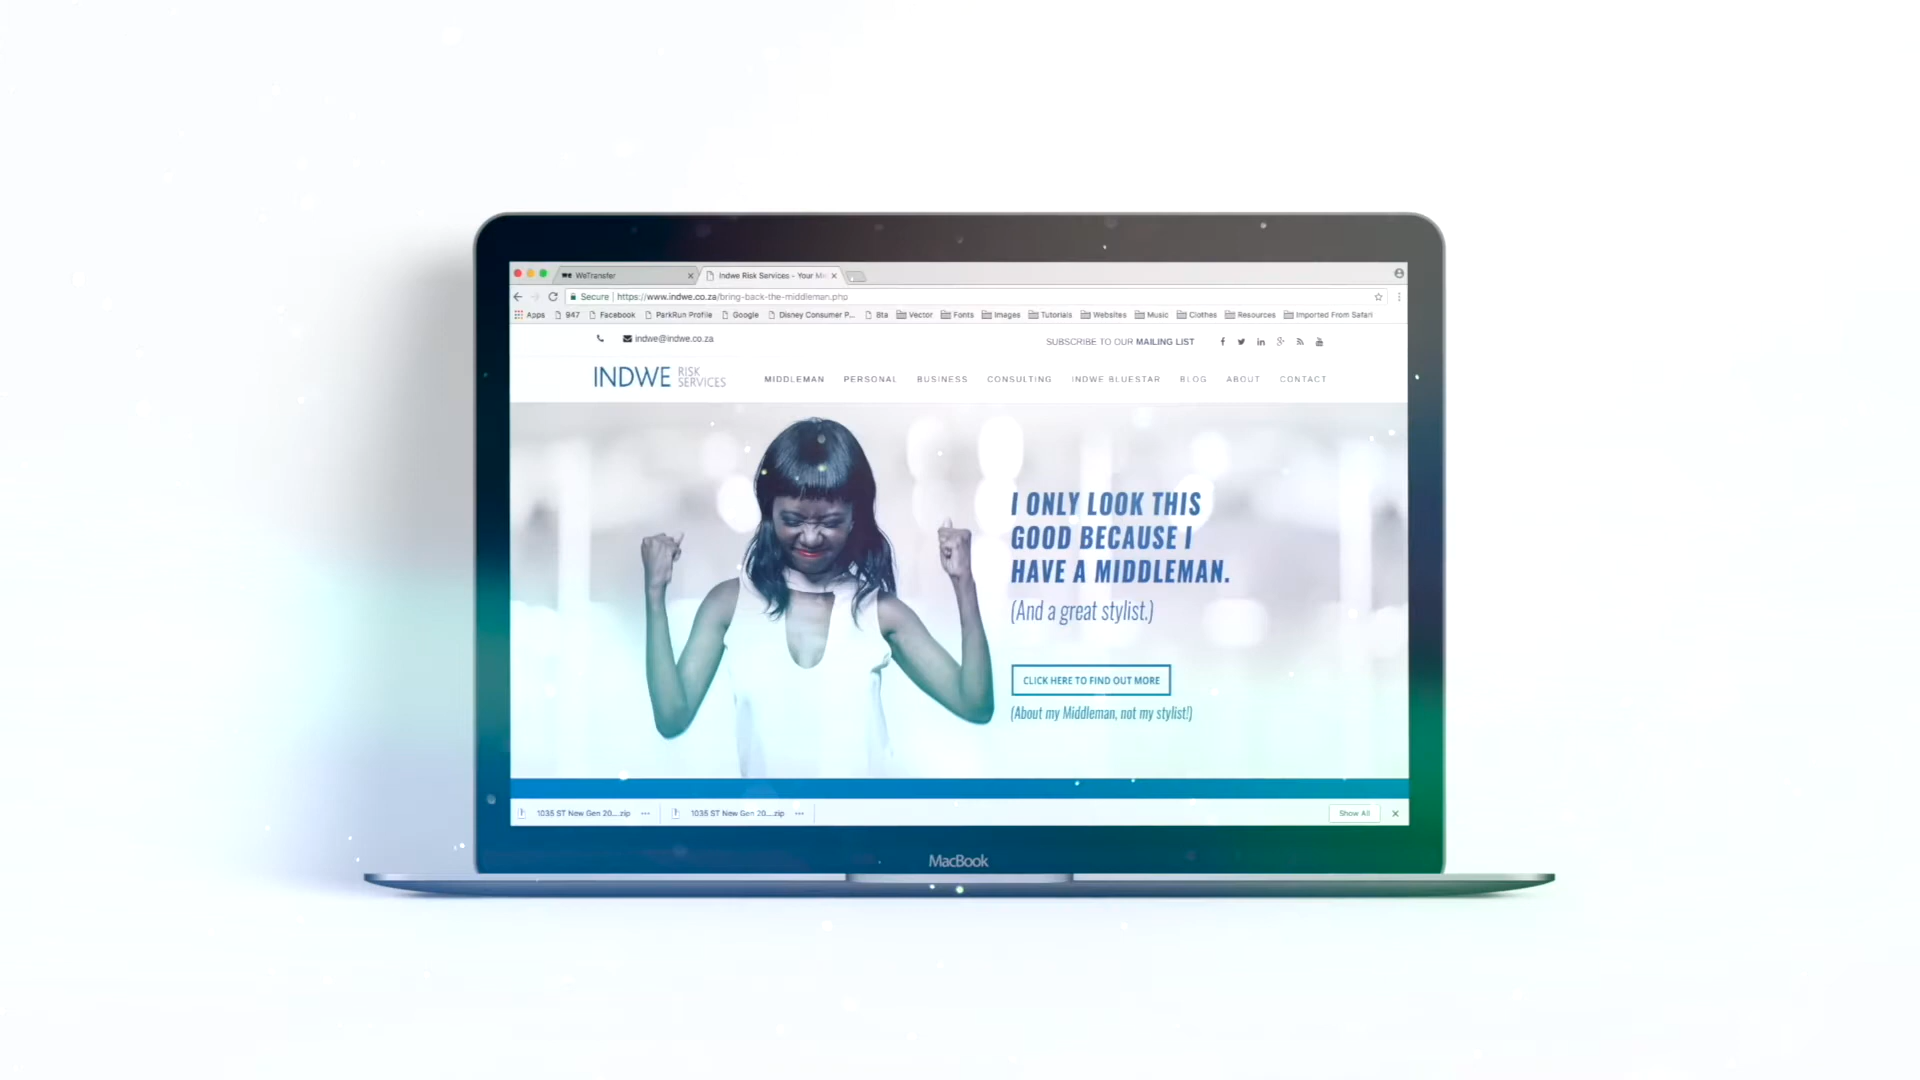 we WeTransfer
Indwe Risk Services - Your Mi
Secure | https://www.indwe.co.za/bring-back-the-middleman.php
Apps 947 Facebook ParkRun Profile Google Disney Consumer P... Bta Vector Fonts Images Tutorials Websites Music Clothes Resources Imported From Safari
indwe@indwe.co.za
SUBSCRIBE TO OUR MAILING LIST
INDWE RISK SERVICES
MIDDLEMAN PERSONAL BUSINESS CONSULTING INDWE BLUESTAR BLOG ABOUT CONTACT
I ONLY LOOK THIS
GOOD BECAUSE I
HAVE A MIDDLEMAN.
(And a great stylist.)
CLICK HERE TO FIND OUT MORE
(About my Middleman, not my stylist!)
1035 ST New Gen 20....zip
1035 ST New Gen 20....zip
Show All
MacBook